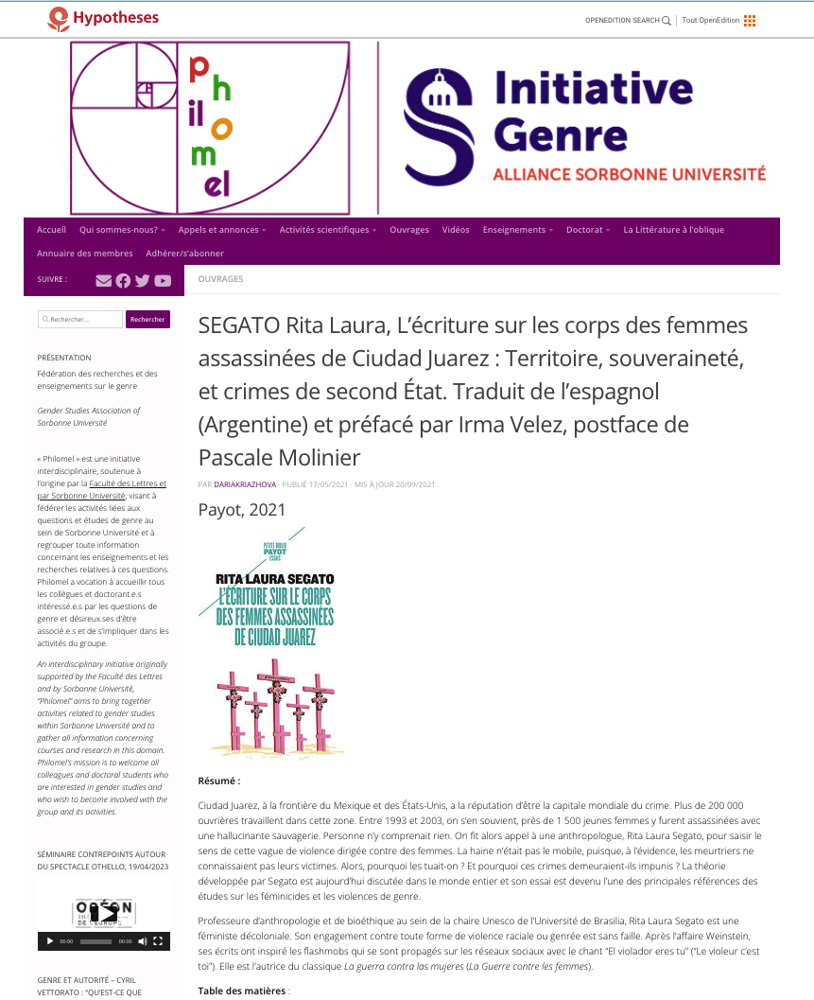 Hypotheses
OPENEDITION SEARCH
Tout OpenEdition
philomel
Initiative
Genre
ALLIANCE SORBONNE UNIVERSITÉ
Accueil Qui sommes-nous? Appels et annonces Activités scientifiques Ouvrages Vidéos Enseignements Doctorat La Littérature à l'oblique
Annuaire des membres Adhérer/s'abonner
SUIVRE :
Rechercher...
Rechercher
PRÉSENTATION
Fédération des recherches et des
enseignements sur le genre
Gender Studies Association of
Sorbonne Université
« Philomel » est une initiative
interdisciplinaire, soutenue à
l'origine par la Faculté des Lettres et
par Sorbonne Université, visant à
fédérer les activités liées aux
questions et études de genre au
sein de Sorbonne Université et à
regrouper toute information
concernant les enseignements et les
recherches relatives à ces questions.
Philomel a vocation à accueillir tous
les collègues et doctorant.e.s
intéressé.e.s par les questions de
genre et désireux.ses d'être
associé.e.s et de s'impliquer dans les
activités du groupe.
An interdisciplinary initiative originally
supported by the Faculté des Lettres
and by Sorbonne Université,
"Philomel" aims to bring together
activities related to gender studies
within Sorbonne Université and to
gather all information concerning
courses and research in this domain.
Philomel's mission is to welcome all
colleagues and doctoral students who
are interested in gender studies and
who wish to become involved with the
group and its activities.
SÉMINAIRE CONTREPOINTS AUTOUR
DU SPECTACLE OTHELLO, 19/04/2023
ODÉON
DE L'EUROPE
00:00 00:00
GENRE ET AUTORITÉ – CYRIL
VETTORATO : "QU'EST-CE QUE
OUVRAGES
SEGATO Rita Laura, L'écriture sur les corps des femmes
assassinées de Ciudad Juarez : Territoire, souveraineté,
et crimes de second État. Traduit de l'espagnol
(Argentine) et préfacé par Irma Velez, postface de
Pascale Molinier
PAR DARIAKRIAZHOVA · PUBLIÉ 17/05/2021 · MIS À JOUR 20/09/2021
Payot, 2021
PETITE BIBLIO
PAYOT
ESSAIS
RITA LAURA SEGATO
L'ÉCRITURE SUR LE CORPS
DES FEMMES ASSASSINÉES
DE CIUDAD JUAREZ
Résumé :
Ciudad Juarez, à la frontière du Mexique et des États-Unis, a la réputation d'être la capitale mondiale du crime. Plus de 200 000
ouvrières travaillent dans cette zone. Entre 1993 et 2003, on s'en souvient, près de 1 500 jeunes femmes y furent assassinées avec
une hallucinante sauvagerie. Personne n'y comprenait rien. On fit alors appel à une anthropologue, Rita Laura Segato, pour saisir le
sens de cette vague de violence dirigée contre des femmes. La haine n'était pas le mobile, puisque, à l'évidence, les meurtriers ne
connaissaient pas leurs victimes. Alors, pourquoi les tuait-on ? Et pourquoi ces crimes demeuraient-ils impunis ? La théorie
développée par Segato est aujourd'hui discutée dans le monde entier et son essai est devenu l'une des principales références des
études sur les féminicides et les violences de genre.
Professeure d'anthropologie et de bioéthique au sein de la chaire Unesco de l'Université de Brasilia, Rita Laura Segato est une
féministe décoloniale. Son engagement contre toute forme de violence raciale ou genrée est sans faille. Après l'affaire Weinstein,
ses écrits ont inspiré les flashmobs qui se sont propagés sur les réseaux sociaux avec le chant "El violador eres tu" ("Le violeur c'est
toi"). Elle est l'autrice du classique La guerra contra las mujeres (La Guerre contre les femmes).
Table des matières :